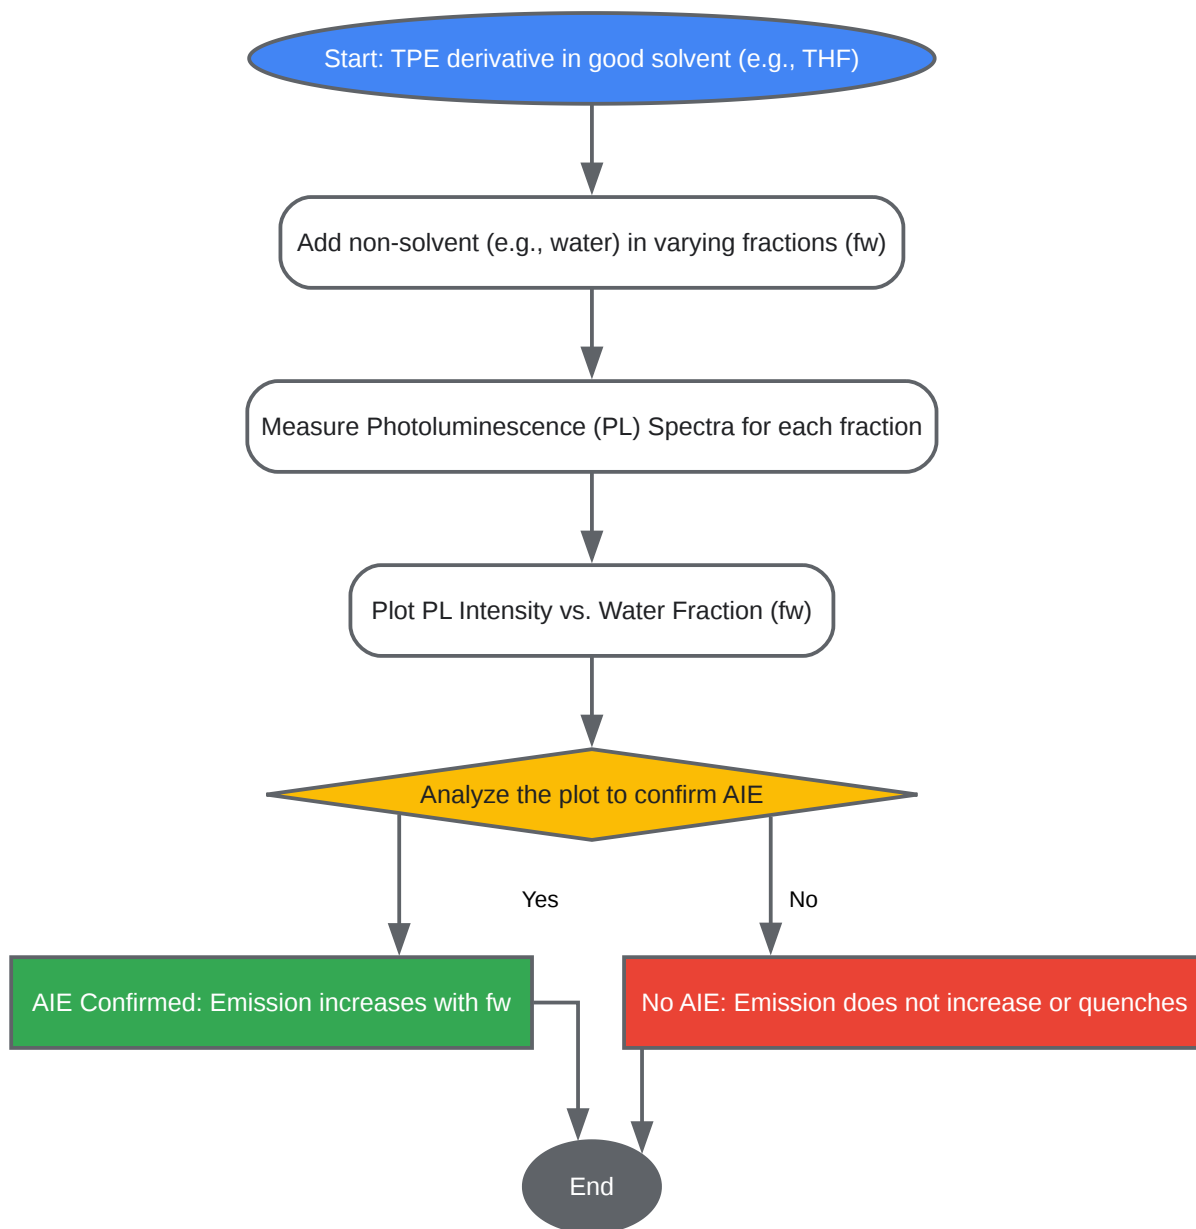 Start: TPE derivative in good solvent (e.g., THF)
Add non-solvent (e.g., water) in varying fractions (fw)
Measure Photoluminescence (PL) Spectra for each fraction
Plot PL Intensity vs. Water Fraction (fw)
Analyze the plot to confirm AIE
Yes
No
AIE Confirmed: Emission increases with fw
No AIE: Emission does not increase or quenches
End